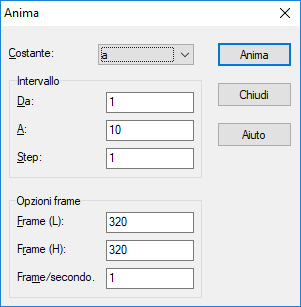 Anima
Costante: a Anima
Intervallo
Chiudi
Da: 1
A: 10
Aiuto
Step: 1
Opzioni frame
Frame (L): 320
Frame (H): 320
Frame/secondo. 1